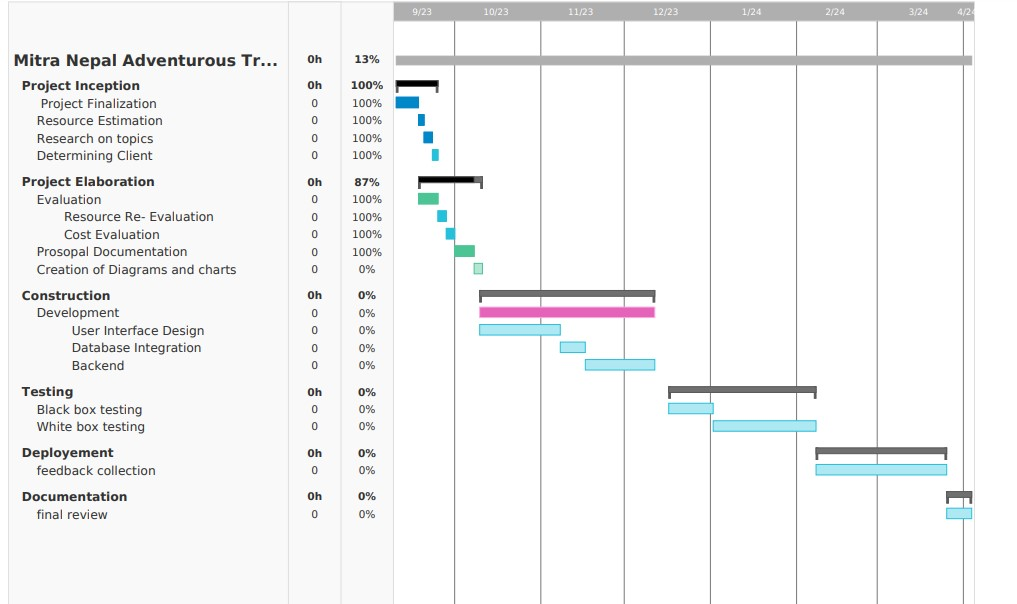 9/23 10/23 11/23 12/23 1/24 2/24 3/24 4/24
Mitra Nepal Adventurous Tr... 0h 13%
Project Inception 0h 100%
Project Finalization 0 100%
Resource Estimation 0 100%
Research on topics 0 100%
Determining Client 0 100%
Project Elaboration 0h 87%
Evaluation 0 100%
Resource Re- Evaluation 0 100%
Cost Evaluation 0 100%
Prosopal Documentation 0 100%
Creation of Diagrams and charts 0 0%
Construction 0h 0%
Development 0 0%
User Interface Design 0 0%
Database Integration 0 0%
Backend 0 0%
Testing 0h 0%
Black box testing 0 0%
White box testing 0 0%
Deployement 0h 0%
feedback collection 0 0%
Documentation 0h 0%
final review 0 0%